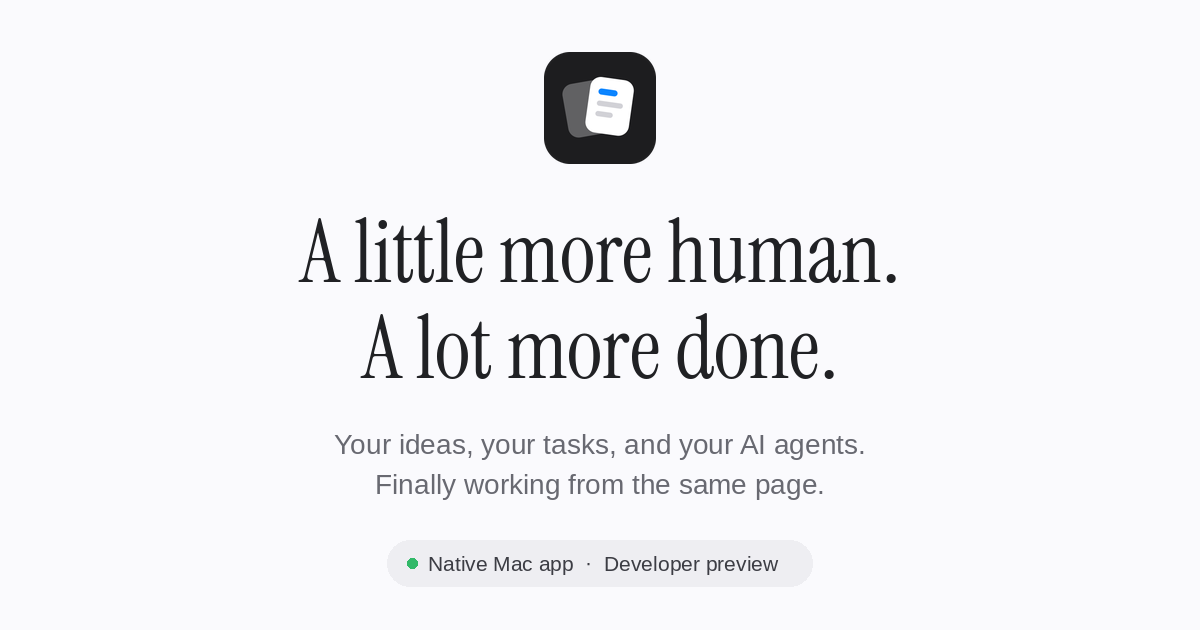 A little more human.
A lot more done.
Your ideas, your tasks, and your AI agents.
Finally working from the same page.
Native Mac app · Developer preview